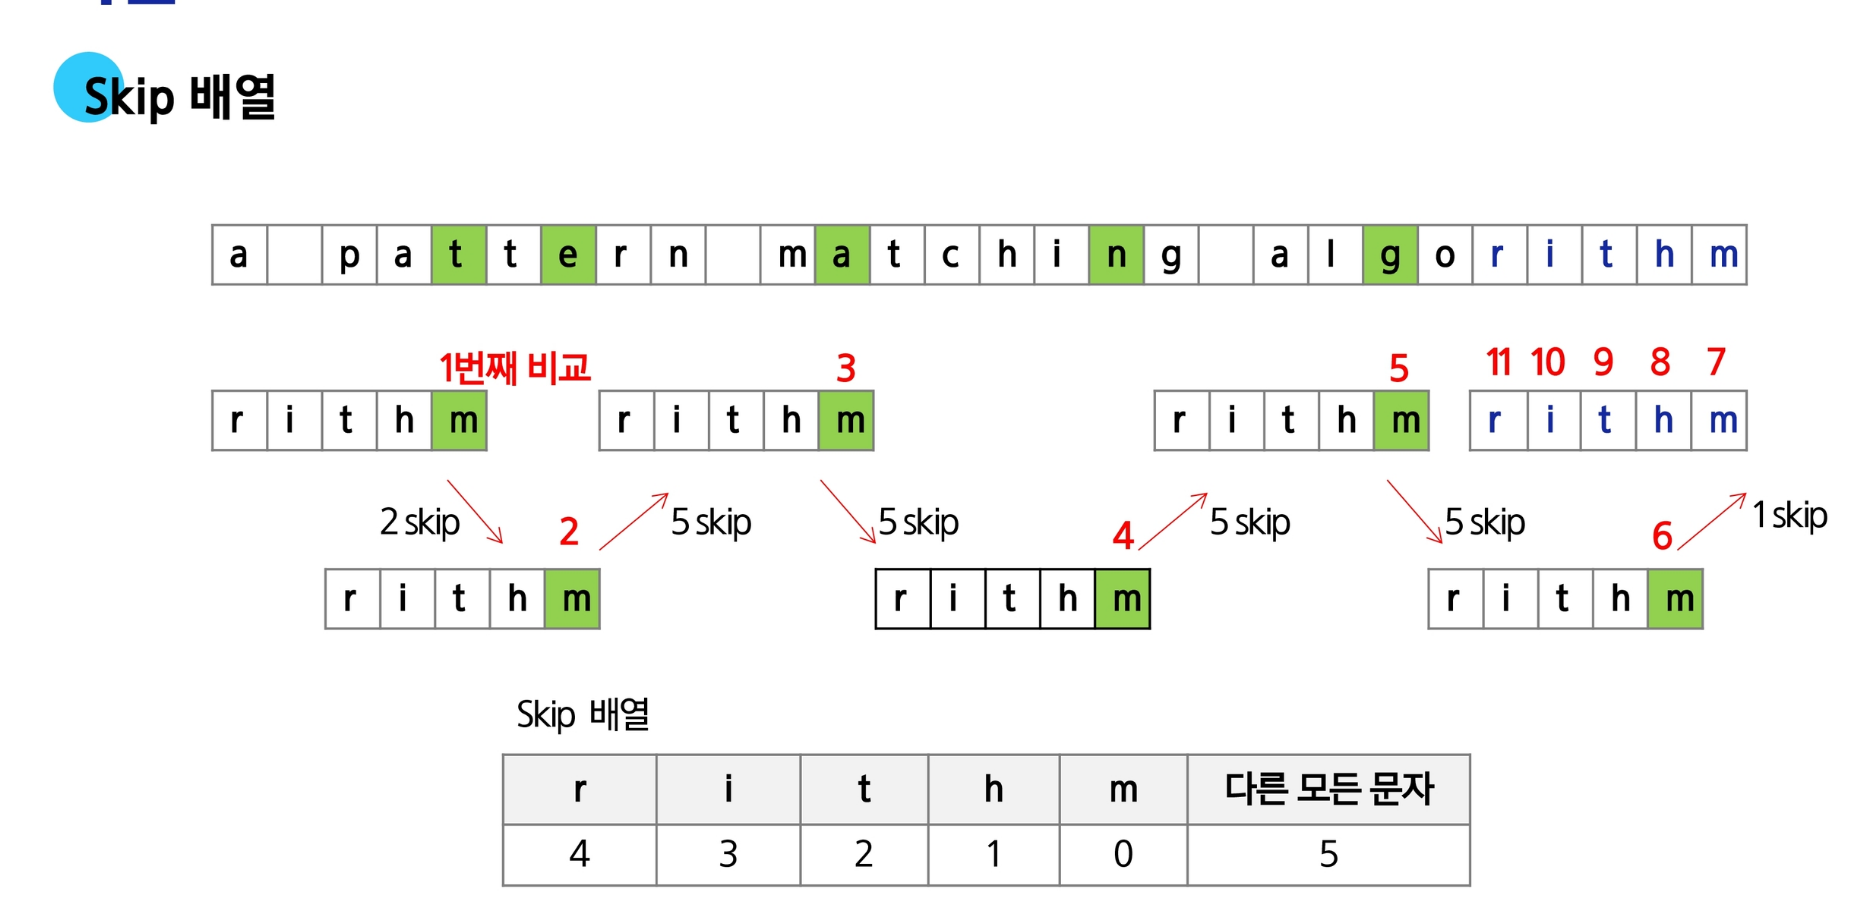 Skip 배열
a p a t t e r n m a t c h i n g a l g o r i t h m
1번째 비교 3 5 11 10 9 8 7
r i t h m r i t h m r i t h m r i t h m
2 skip 2 5 skip 5 skip 4 5 skip 5 skip 6 1 skip
r i t h m r i t h m r i t h m
Skip 배열
r i t h m 다른 모든 문자
4 3 2 1 0 5